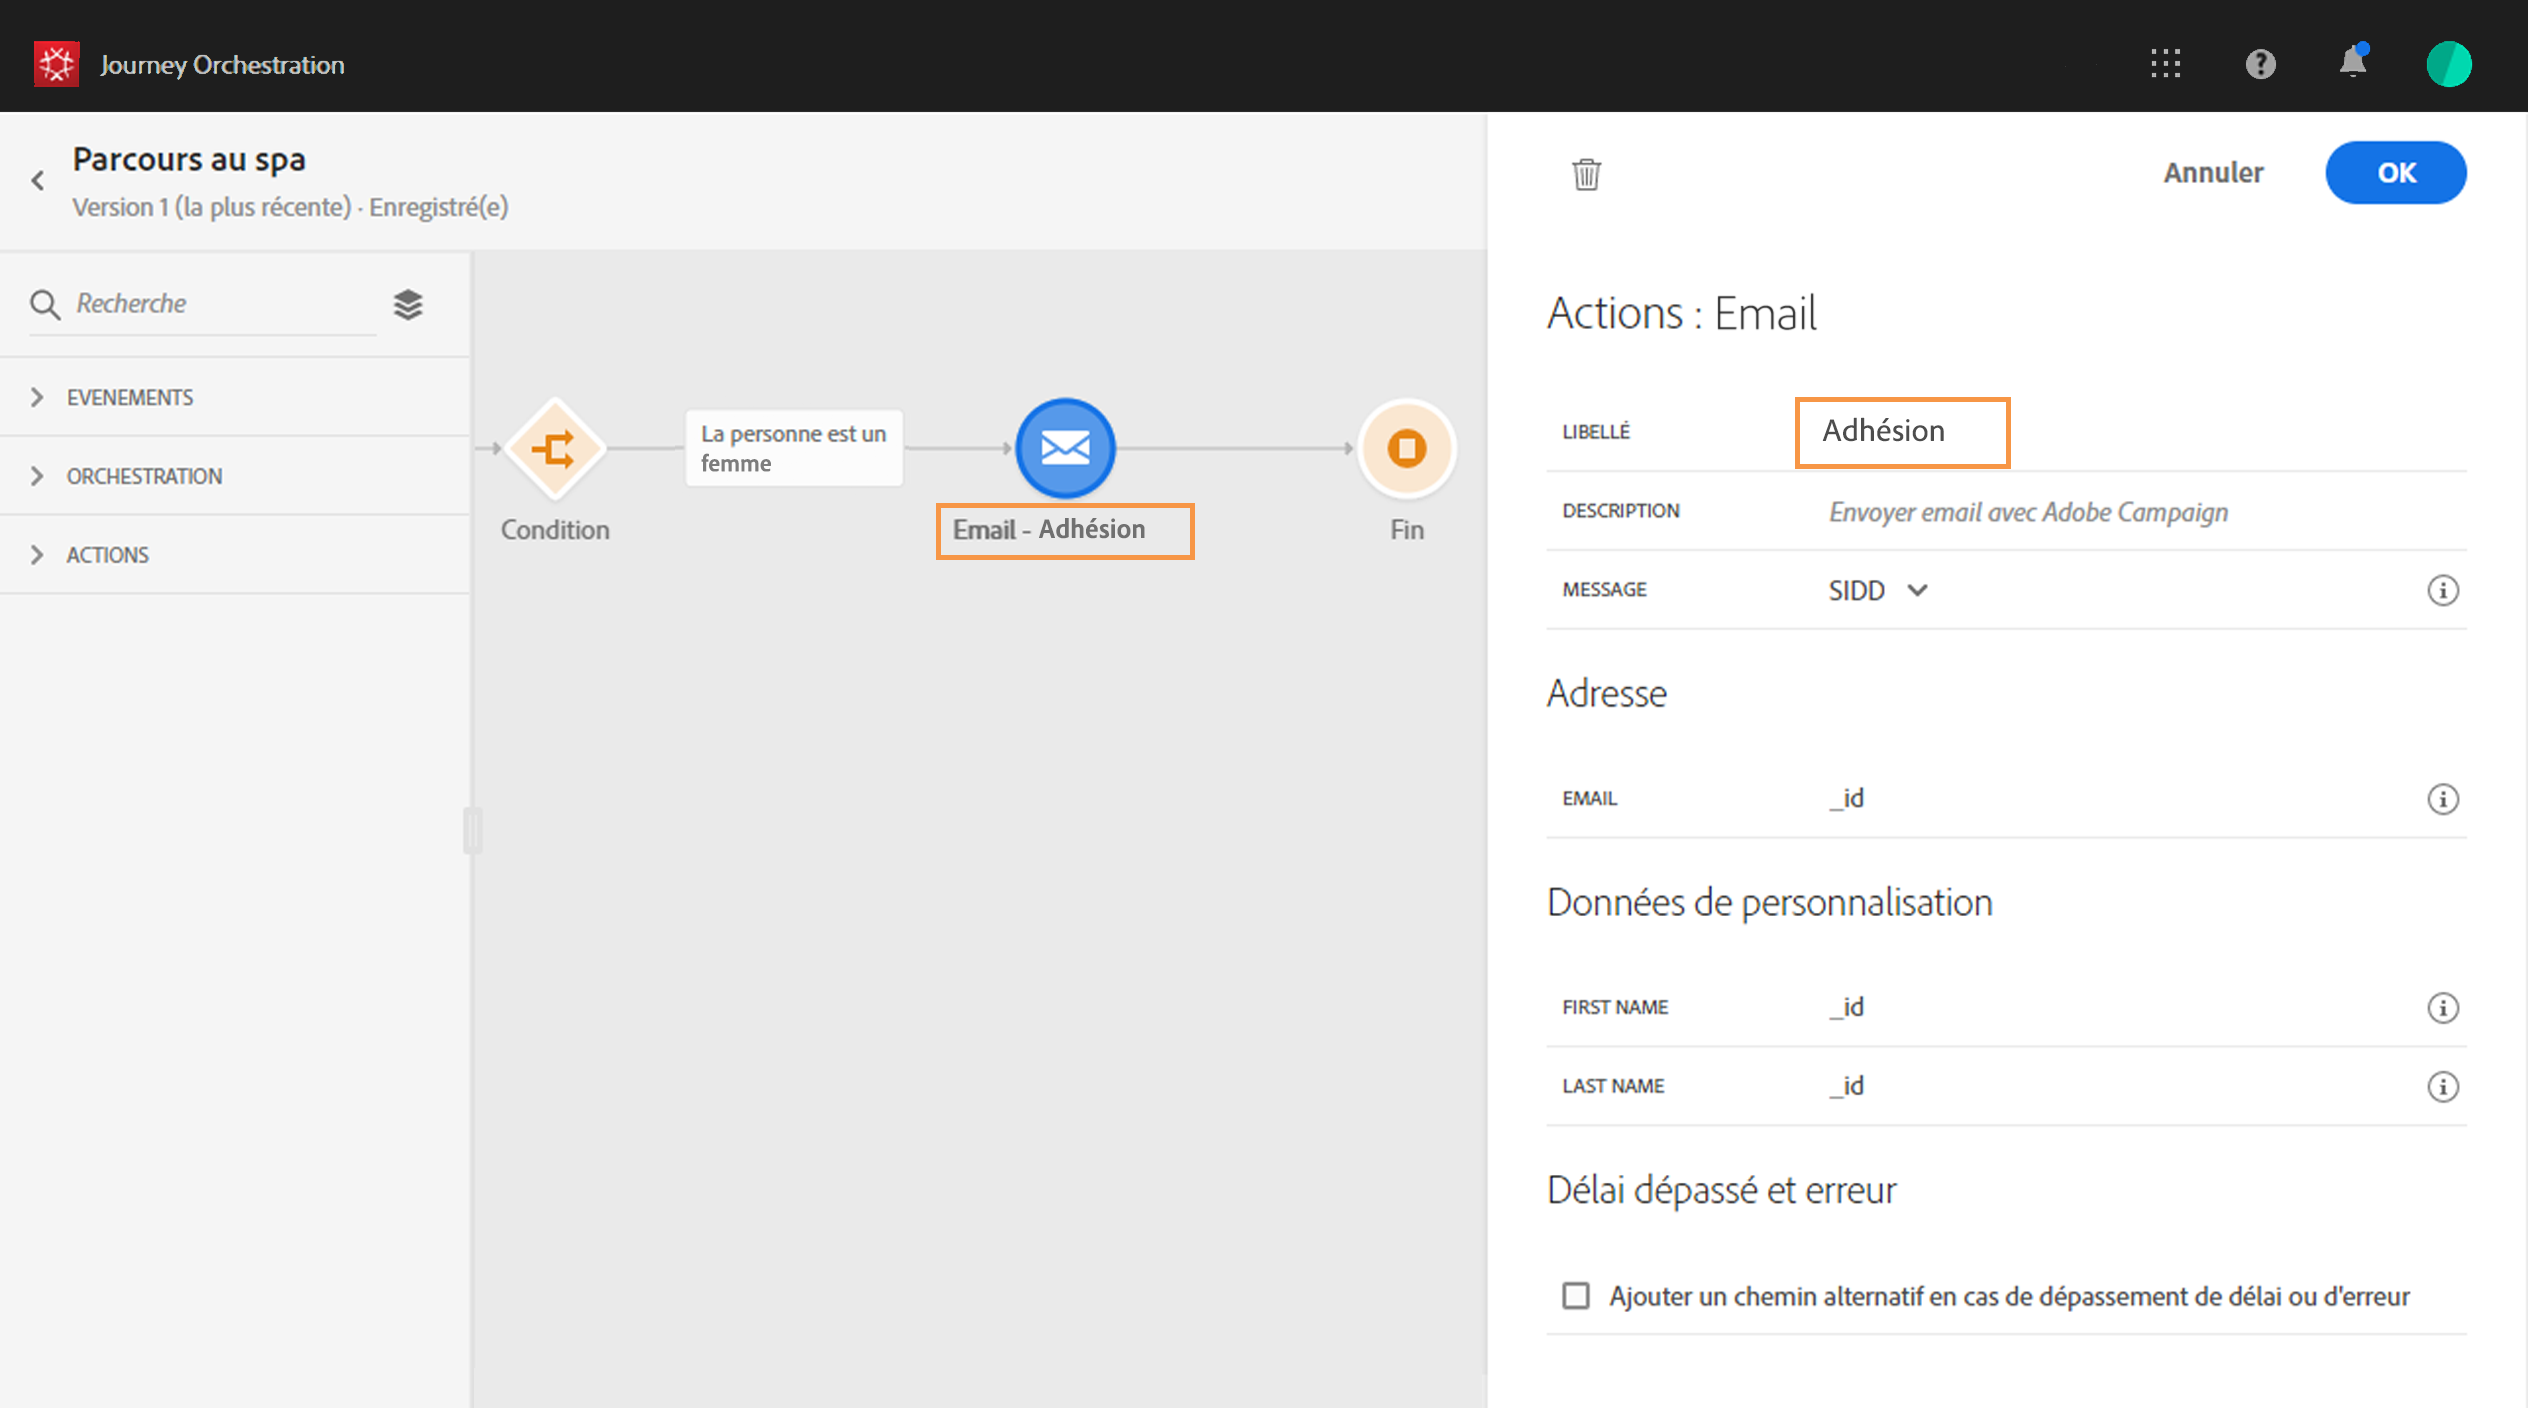 Journey Orchestration
Parcours au spa
Version 1 (la plus récente) · Enregistré(e)
Recherche
EVENEMENTS
ORCHESTRATION
ACTIONS
Condition
La personne est un
femme
Email - Adhésion
Fin
Annuler
OK
Actions : Email
LIBELLÉ
Adhésion
DESCRIPTION
Envoyer email avec Adobe Campaign
MESSAGE
SIDD
Adresse
EMAIL
_id
Données de personnalisation
FIRST NAME
_id
LAST NAME
_id
Délai dépassé et erreur
Ajouter un chemin alternatif en cas de dépassement de délai ou d'erreur